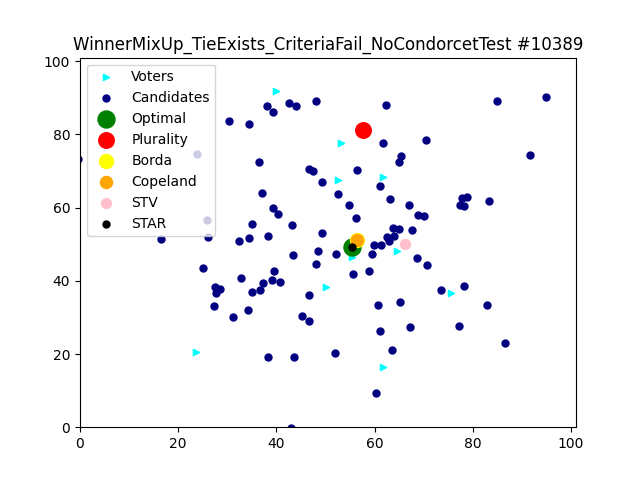 WinnerMixUp_TieExists_CriteriaFail_NoCondorcetTest #10389
100
80
60
40
20
0
0 20 40 60 80 100
Voters
Candidates
Optimal
Plurality
Borda
Copeland
STV
STAR